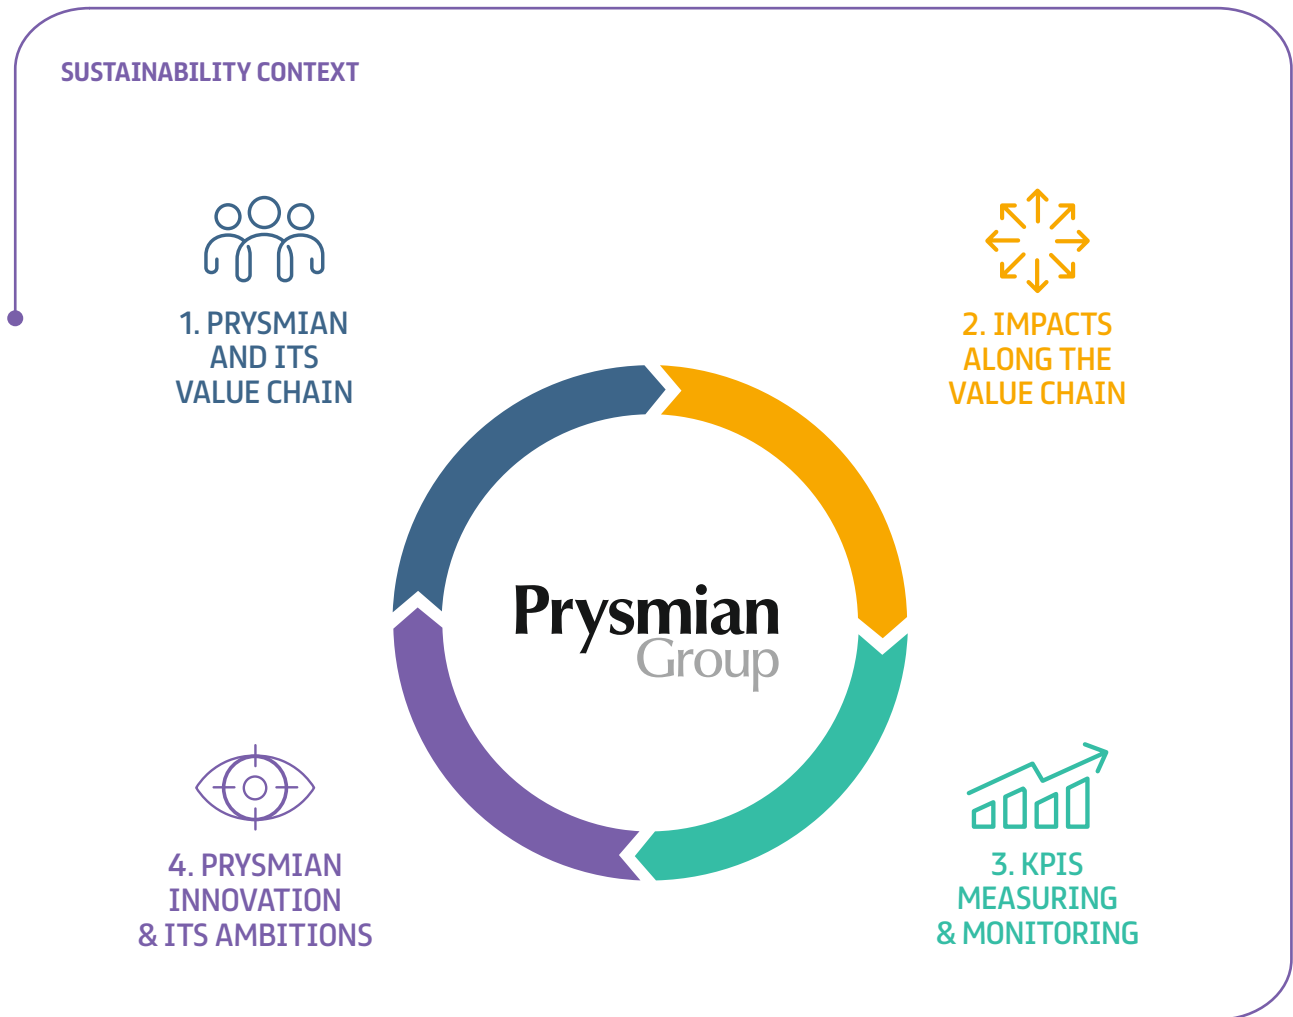 SUSTAINABILITY CONTEXT
1. PRYSMIAN
AND ITS
VALUE CHAIN
2. IMPACTS
ALONG THE
VALUE CHAIN
Prysmian
Group
4. PRYSMIAN
INNOVATION
& ITS AMBITIONS
3. KPIS
MEASURING
& MONITORING